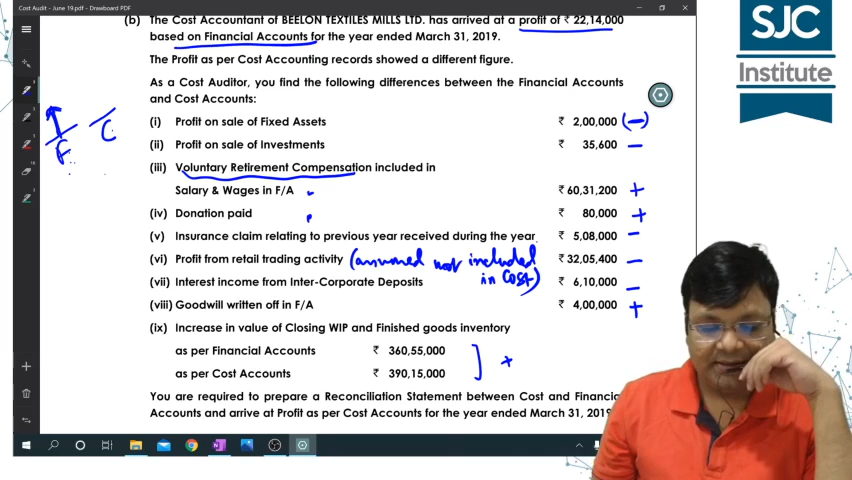 Cost Audit - June 19.pdf - Drawboard PDF
(b) The Cost Accountant of BEELON TEXTILES MILLS LTD. has arrived at a profit of ₹ 22,14,000
based on Financial Accounts for the year ended March 31, 2019.
The Profit as per Cost Accounting records showed a different figure.
As a Cost Auditor, you find the following differences between the Financial Accounts
and Cost Accounts:
(i) Profit on sale of Fixed Assets ₹ 2,00,000 (−)
(ii) Profit on sale of Investments ₹ 35,600 −
(iii) Voluntary Retirement Compensation included in
Salary & Wages in F/A ₹ 60,31,200 +
(iv) Donation paid ₹ 80,000 +
(v) Insurance claim relating to previous year received during the year ₹ 5,08,000 −
(vi) Profit from retail trading activity (assumed not included ₹ 32,05,400 −
in cost)
(vii) Interest income from Inter-Corporate Deposits ₹ 6,10,000 −
(viii) Goodwill written off in F/A ₹ 4,00,000 +
(ix) Increase in value of Closing WIP and Finished goods inventory
as per Financial Accounts ₹ 360,55,000
as per Cost Accounts ₹ 390,15,000 ] +
You are required to prepare a Reconciliation Statement between Cost and Financia
Accounts and arrive at Profit as per Cost Accounts for the year ended March 31, 2019
F C
SJC
Institute